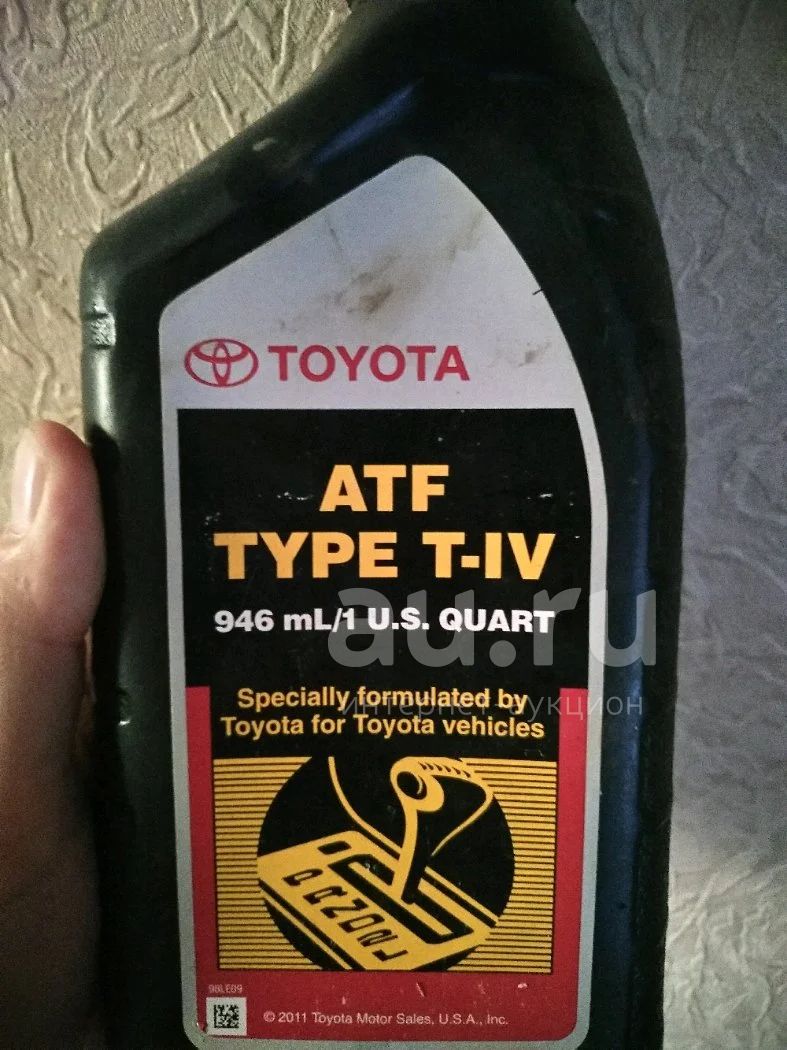 TOYOTA
ATF
TYPE T-IV
946 mL/1 U.S. QUART
au.ru
интернет-аукцион
Specially formulated by
Toyota for Toyota vehicles
© 2011 Toyota Motor Sales, U.S.A., Inc.